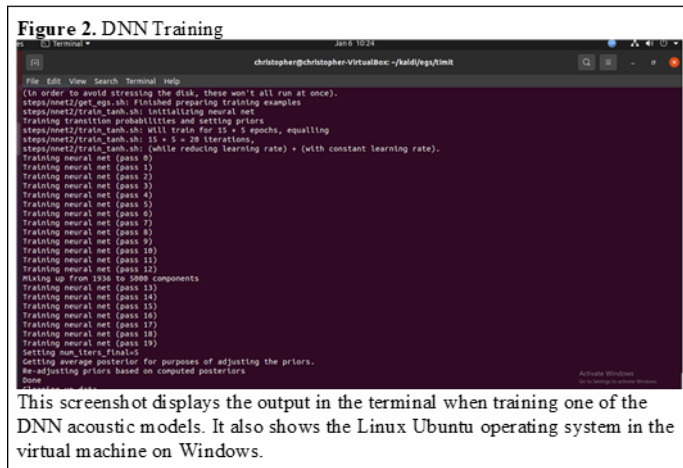 Figure 2. DNN Training
es Terminal Jan 6 10:24
christopher@christopher-VirtualBox: ~/kaldi/egs/timit
File Edit View Search Terminal Help
(in order to avoid stressing the disk, these won't all run at once).
steps/nnet2/get_egs.sh: Finished preparing training examples
steps/nnet2/train_tanh.sh: initializing neural net
Training transition probabilities and setting priors
steps/nnet2/train_tanh.sh: Will train for 15 + 5 epochs, equalling
steps/nnet2/train_tanh.sh: 15 + 5 = 20 iterations,
steps/nnet2/train_tanh.sh: (while reducing learning rate) + (with constant learning rate).
Training neural net (pass 0)
Training neural net (pass 1)
Training neural net (pass 2)
Training neural net (pass 3)
Training neural net (pass 4)
Training neural net (pass 5)
Training neural net (pass 6)
Training neural net (pass 7)
Training neural net (pass 8)
Training neural net (pass 9)
Training neural net (pass 10)
Training neural net (pass 11)
Training neural net (pass 12)
Mixing up from 1936 to 5000 components
Training neural net (pass 13)
Training neural net (pass 14)
Training neural net (pass 15)
Training neural net (pass 16)
Training neural net (pass 17)
Training neural net (pass 18)
Training neural net (pass 19)
Setting num_iters_final=5
Getting average posterior for purposes of adjusting the priors.
Re-adjusting priors based on computed posteriors
Done
Cleaning up data
Activate Windows
Go to Settings to activate Windows.
This screenshot displays the output in the terminal when training one of the
DNN acoustic models. It also shows the Linux Ubuntu operating system in the
virtual machine on Windows.